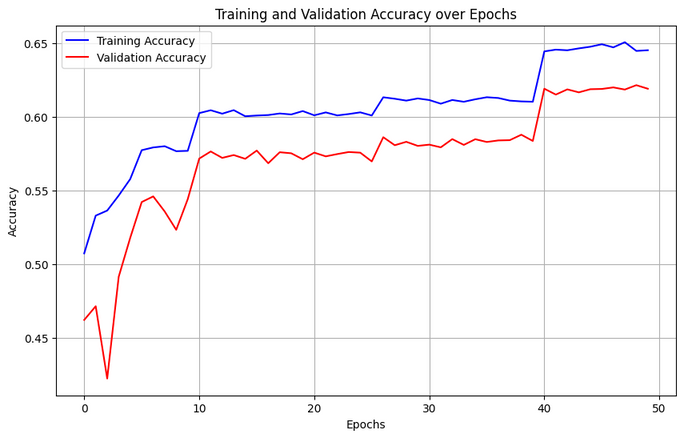 Training and Validation Accuracy over Epochs
Training Accuracy
Validation Accuracy
Accuracy
0.65
0.60
0.55
0.50
0.45
0 10 20 30 40 50
Epochs